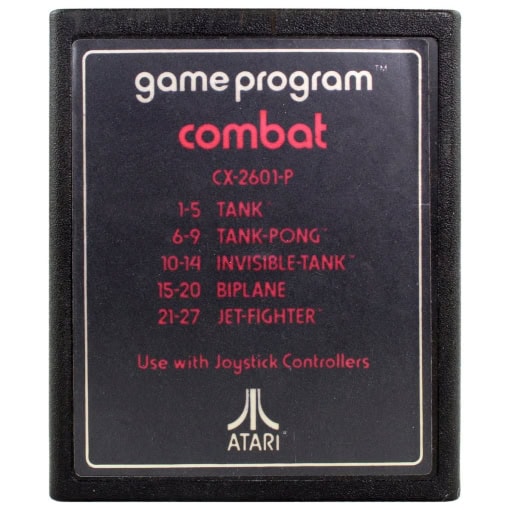 game program™
combat
CX-2601-P
1-5 TANK™
6-9 TANK-PONG™
10-14 INVISIBLE-TANK™
15-20 BIPLANE
21-27 JET-FIGHTER™
Use with Joystick Controllers
ATARI®